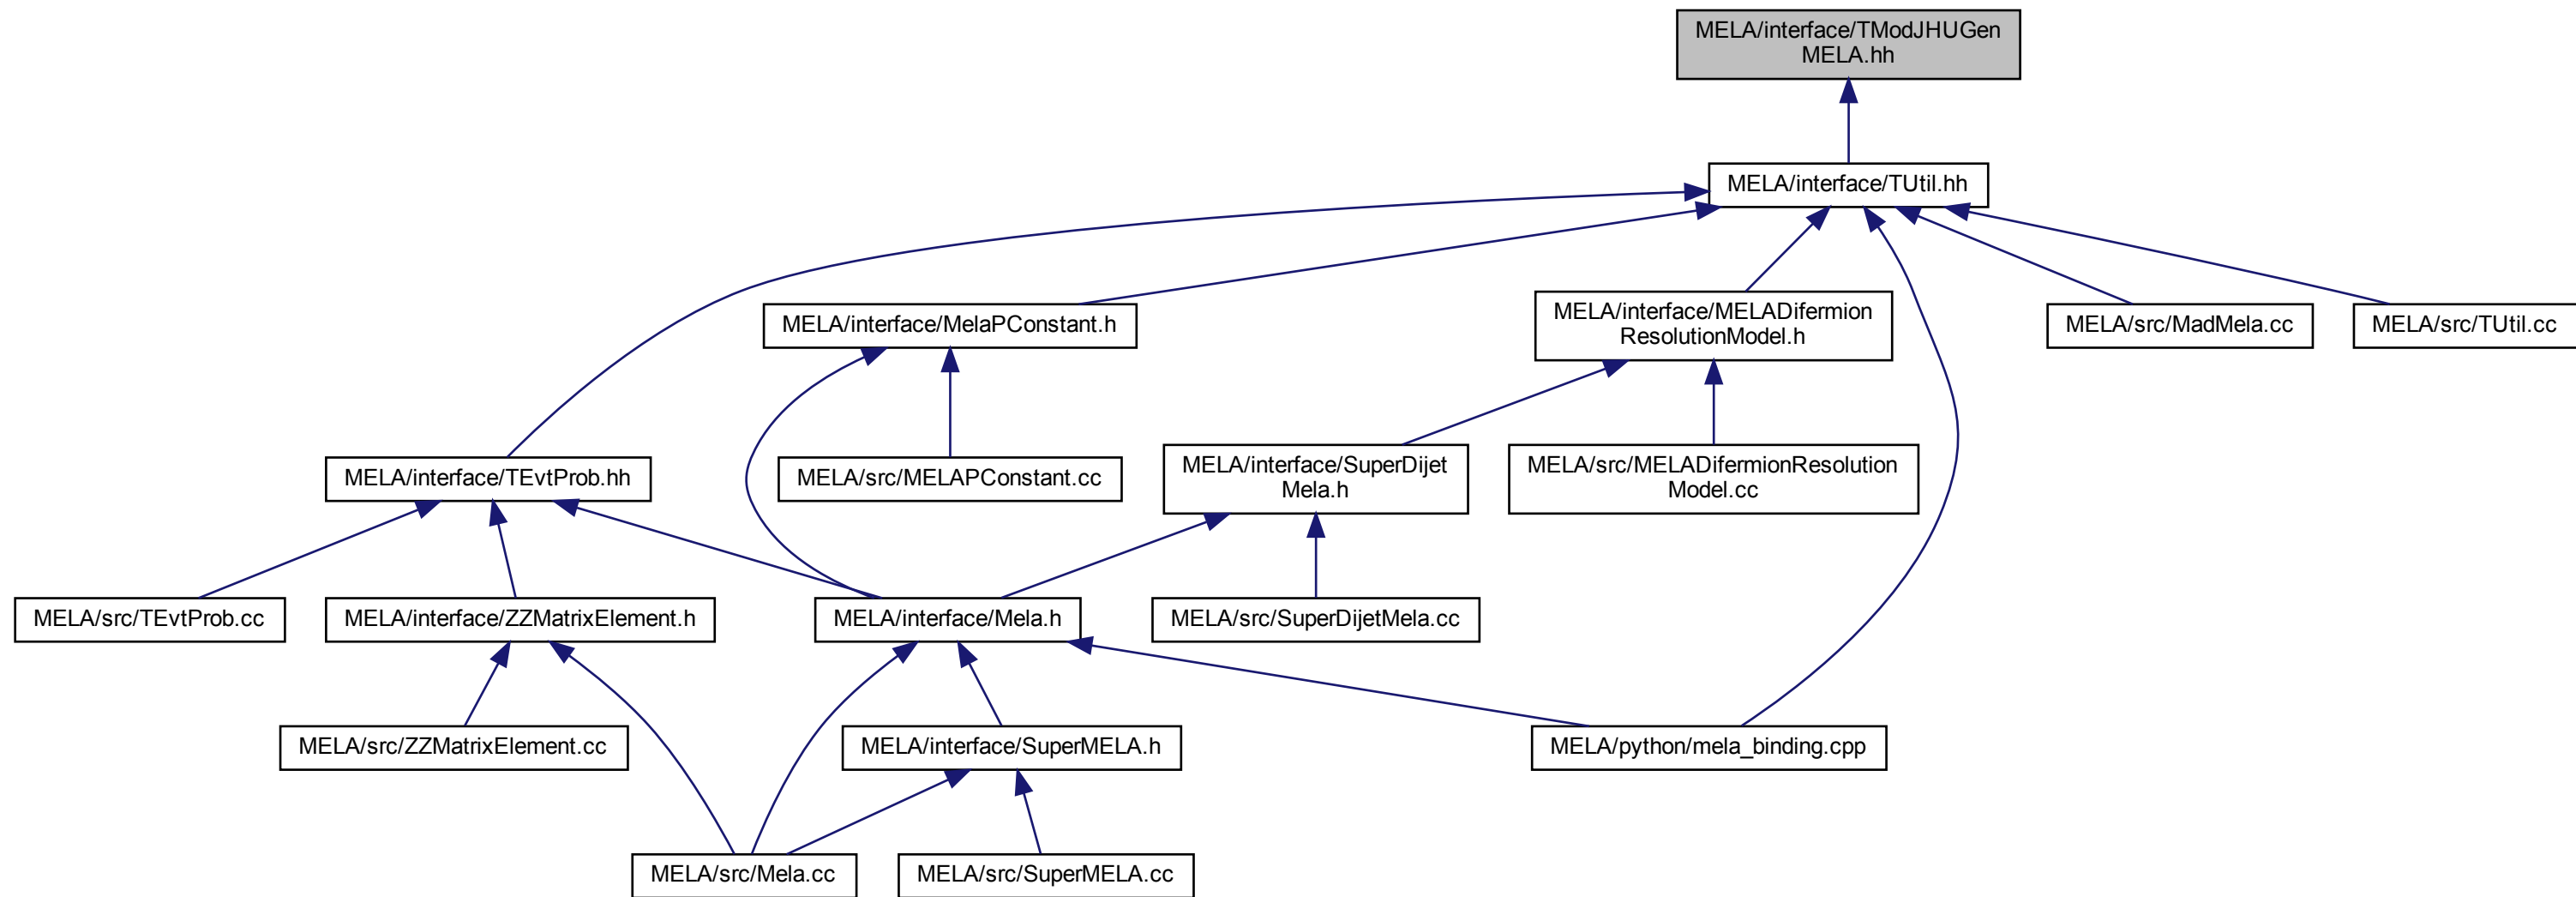 MELA/interface/TModJHUGen
MELA.hh
MELA/interface/TUtil.hh
MELA/interface/MelaPConstant.h
MELA/interface/MELADifermion
ResolutionModel.h
MELA/src/MadMela.cc
MELA/src/TUtil.cc
MELA/interface/TEvtProb.hh
MELA/src/MELAPConstant.cc
MELA/interface/SuperDijet
Mela.h
MELA/src/MELADifermionResolution
Model.cc
MELA/src/TEvtProb.cc
MELA/interface/ZZMatrixElement.h
MELA/interface/Mela.h
MELA/src/SuperDijetMela.cc
MELA/src/ZZMatrixElement.cc
MELA/interface/SuperMELA.h
MELA/python/mela_binding.cpp
MELA/src/Mela.cc
MELA/src/SuperMELA.cc